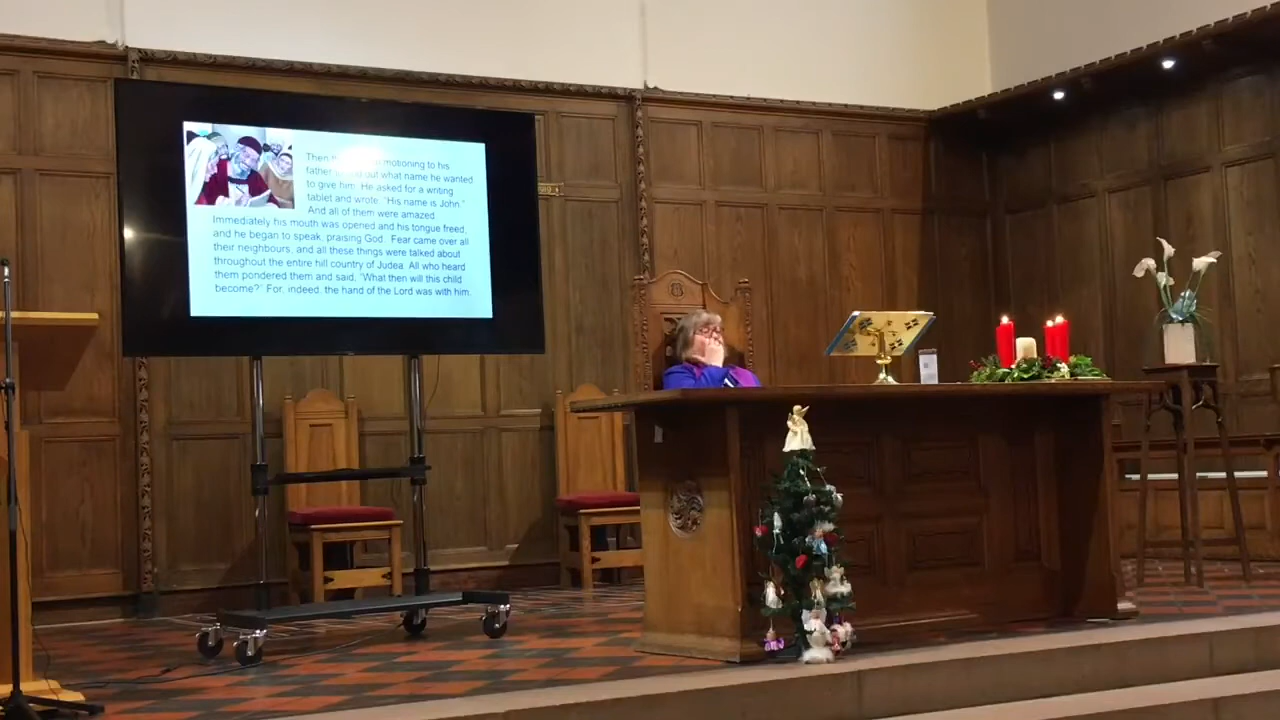 Then motioning to his
father out what name he wanted
to give him. He asked for a writing
tablet and wrote, "His name is John."
And all of them were amazed.
Immediately his mouth was opened and his tongue freed,
and he began to speak, praising God. Fear came over all
their neighbours, and all these things were talked about
throughout the entire hill country of Judea. All who heard
them pondered them and said, "What then will this child
become?" For, indeed, the hand of the Lord was with him.